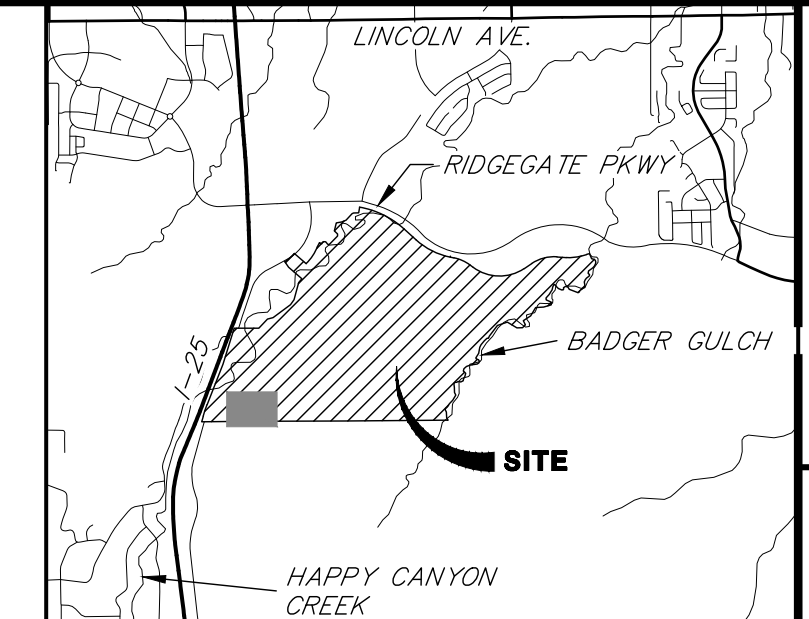 LINCOLN AVE.
RIDGEGATE PKWY
BADGER GULCH
I-25
SITE
HAPPY CANYON
CREEK